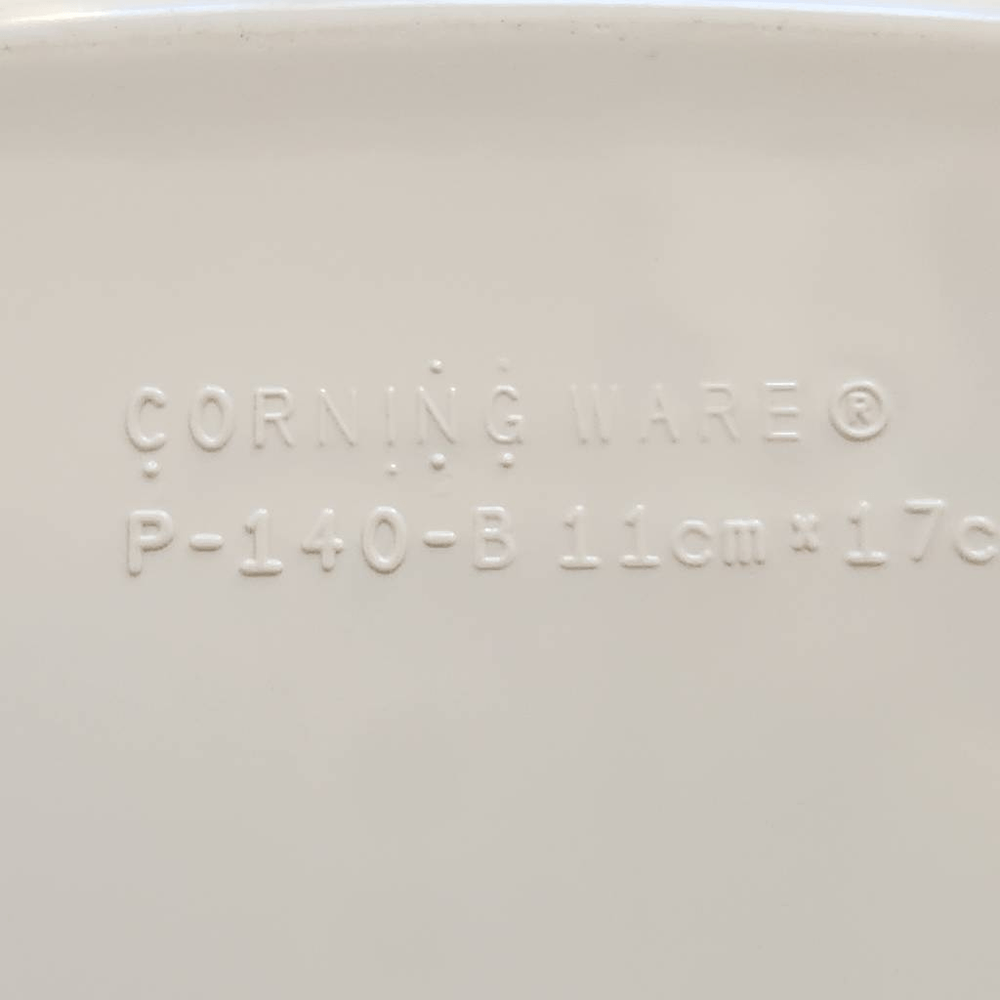 CORNING WARE®
P-140-B 11cm x 17c